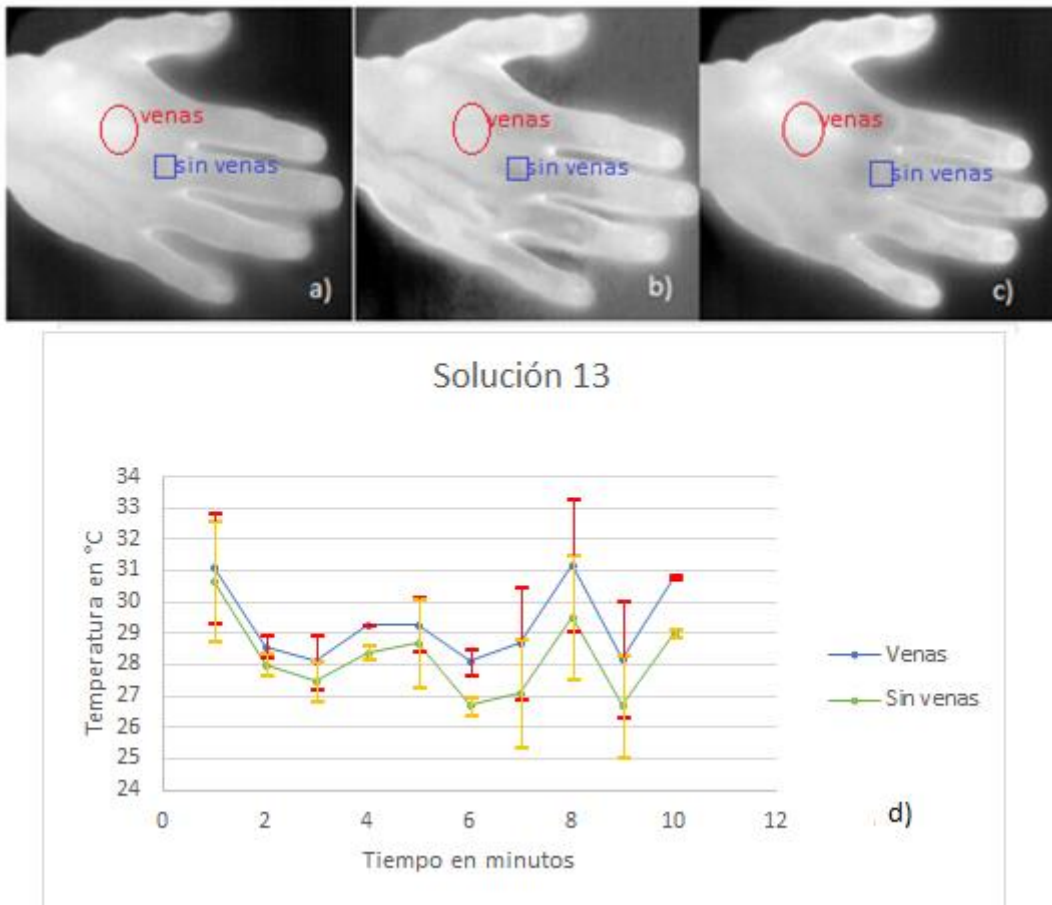 venas
sin venas
a)
venas
sin venas
b)
venas
sin venas
c)
Solución 13
Temperatura en °C
34
33
32
31
30
29
28
27
26
25
24
0 2 4 6 8 10 12
Tiempo en minutos
Venas
Sin venas
d)